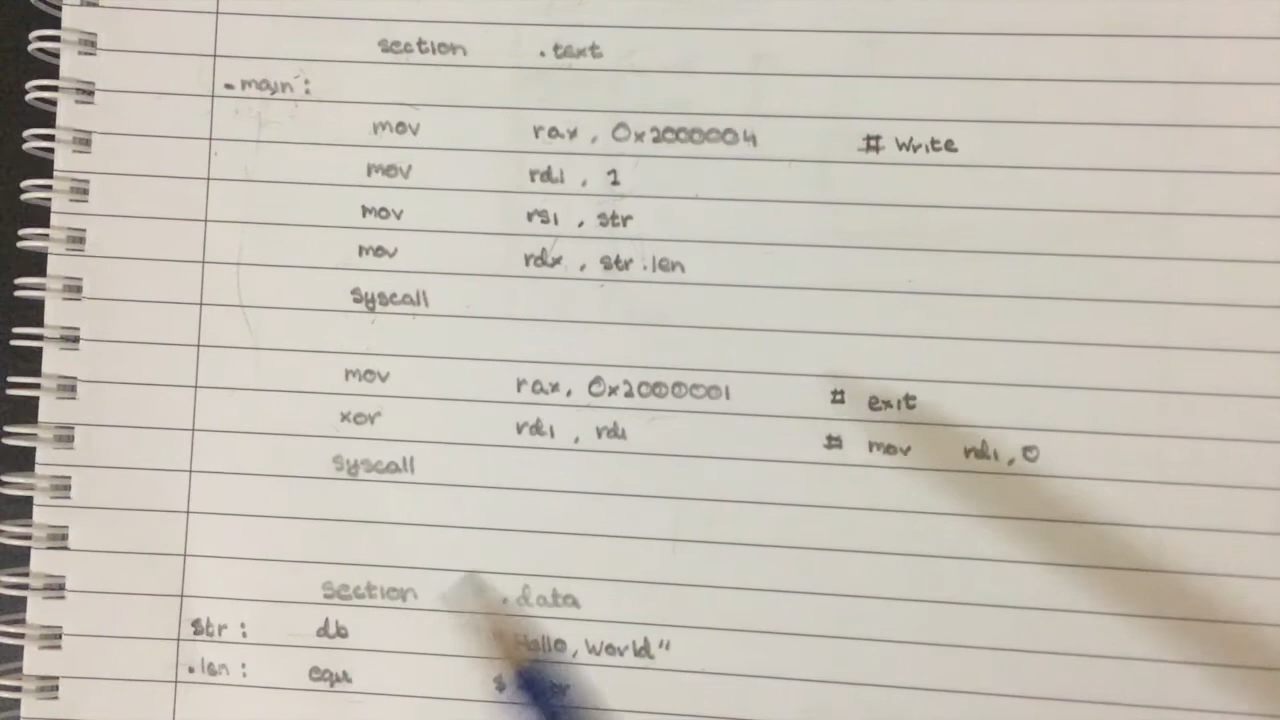 section .text
_main:
mov rax, 0x2000004 # write
mov rdi, 1
mov rsi, str
mov rdx, str.len
syscall
mov rax, 0x2000001 # exit
xor rdi, rdi # mov rdi, 0
syscall
section .data
str: db "Hello, World"
.len: equ $